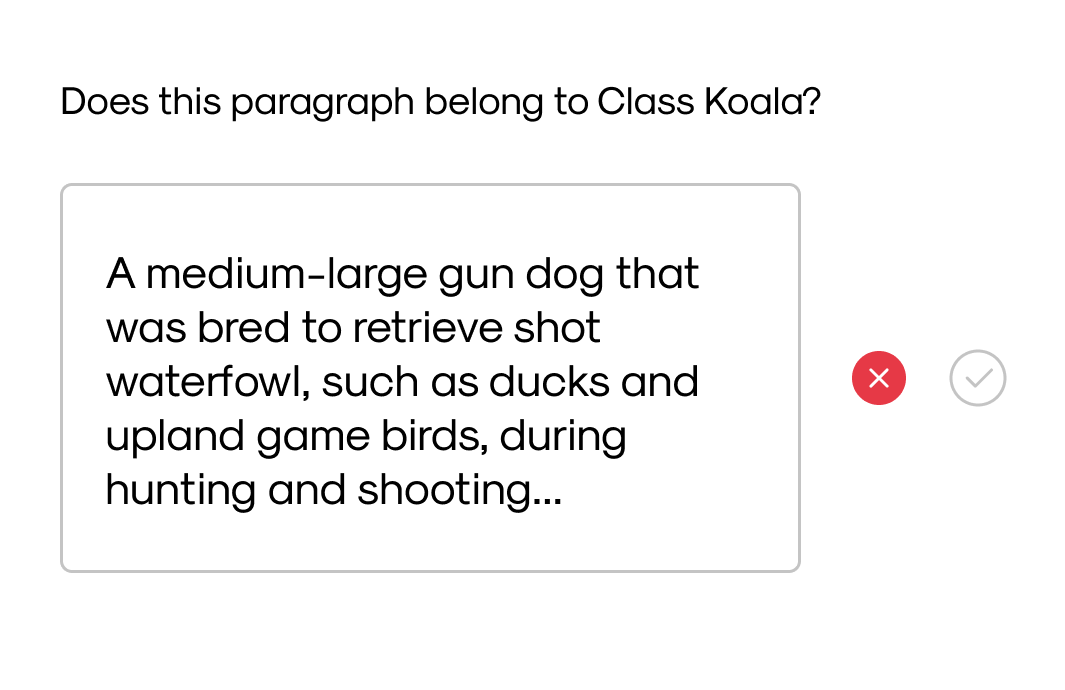 Does this paragraph belong to Class Koala?
A medium-large gun dog that
was bred to retrieve shot
waterfowl, such as ducks and
upland game birds, during
hunting and shooting...